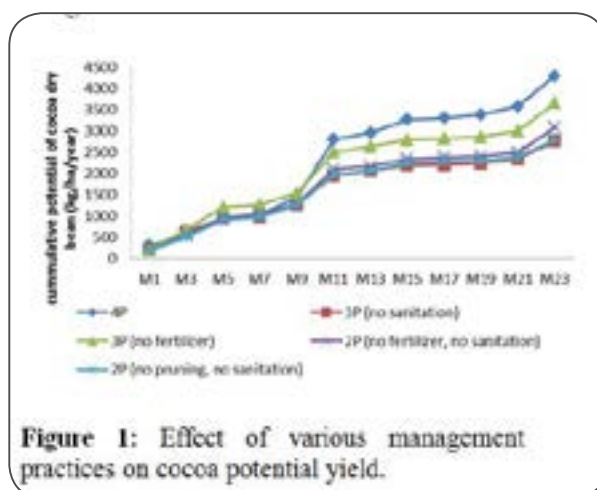 cummulative potential of cocoa dry
bean (kg/ha/year)
4500
4000
3500
3000
2500
2000
1500
1000
500
0
M1 M3 M5 M7 M9 M11 M13 M15 M17 M19 M21 M23
4P
3P (no sanitation)
3P (no fertilizer)
2P (no fertilizer, no sanitation)
2P (no pruning, no sanitation)
Figure 1: Effect of various management
practices on cocoa potential yield.